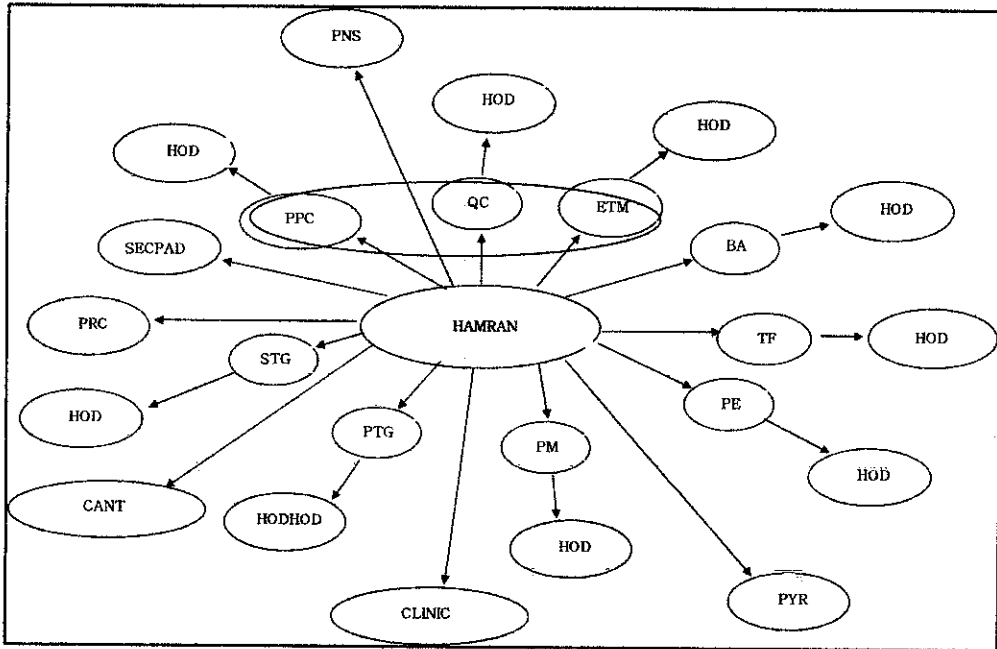 PNS
HOD
HOD
HOD
QC
PPC
ETM
HOD
SECPAD
BA
PRC
HAMRAN
STG
TF
HOD
HOD
PTG
PM
PE
HOD
CANT
HODHOD
HOD
CLINIC
PYR